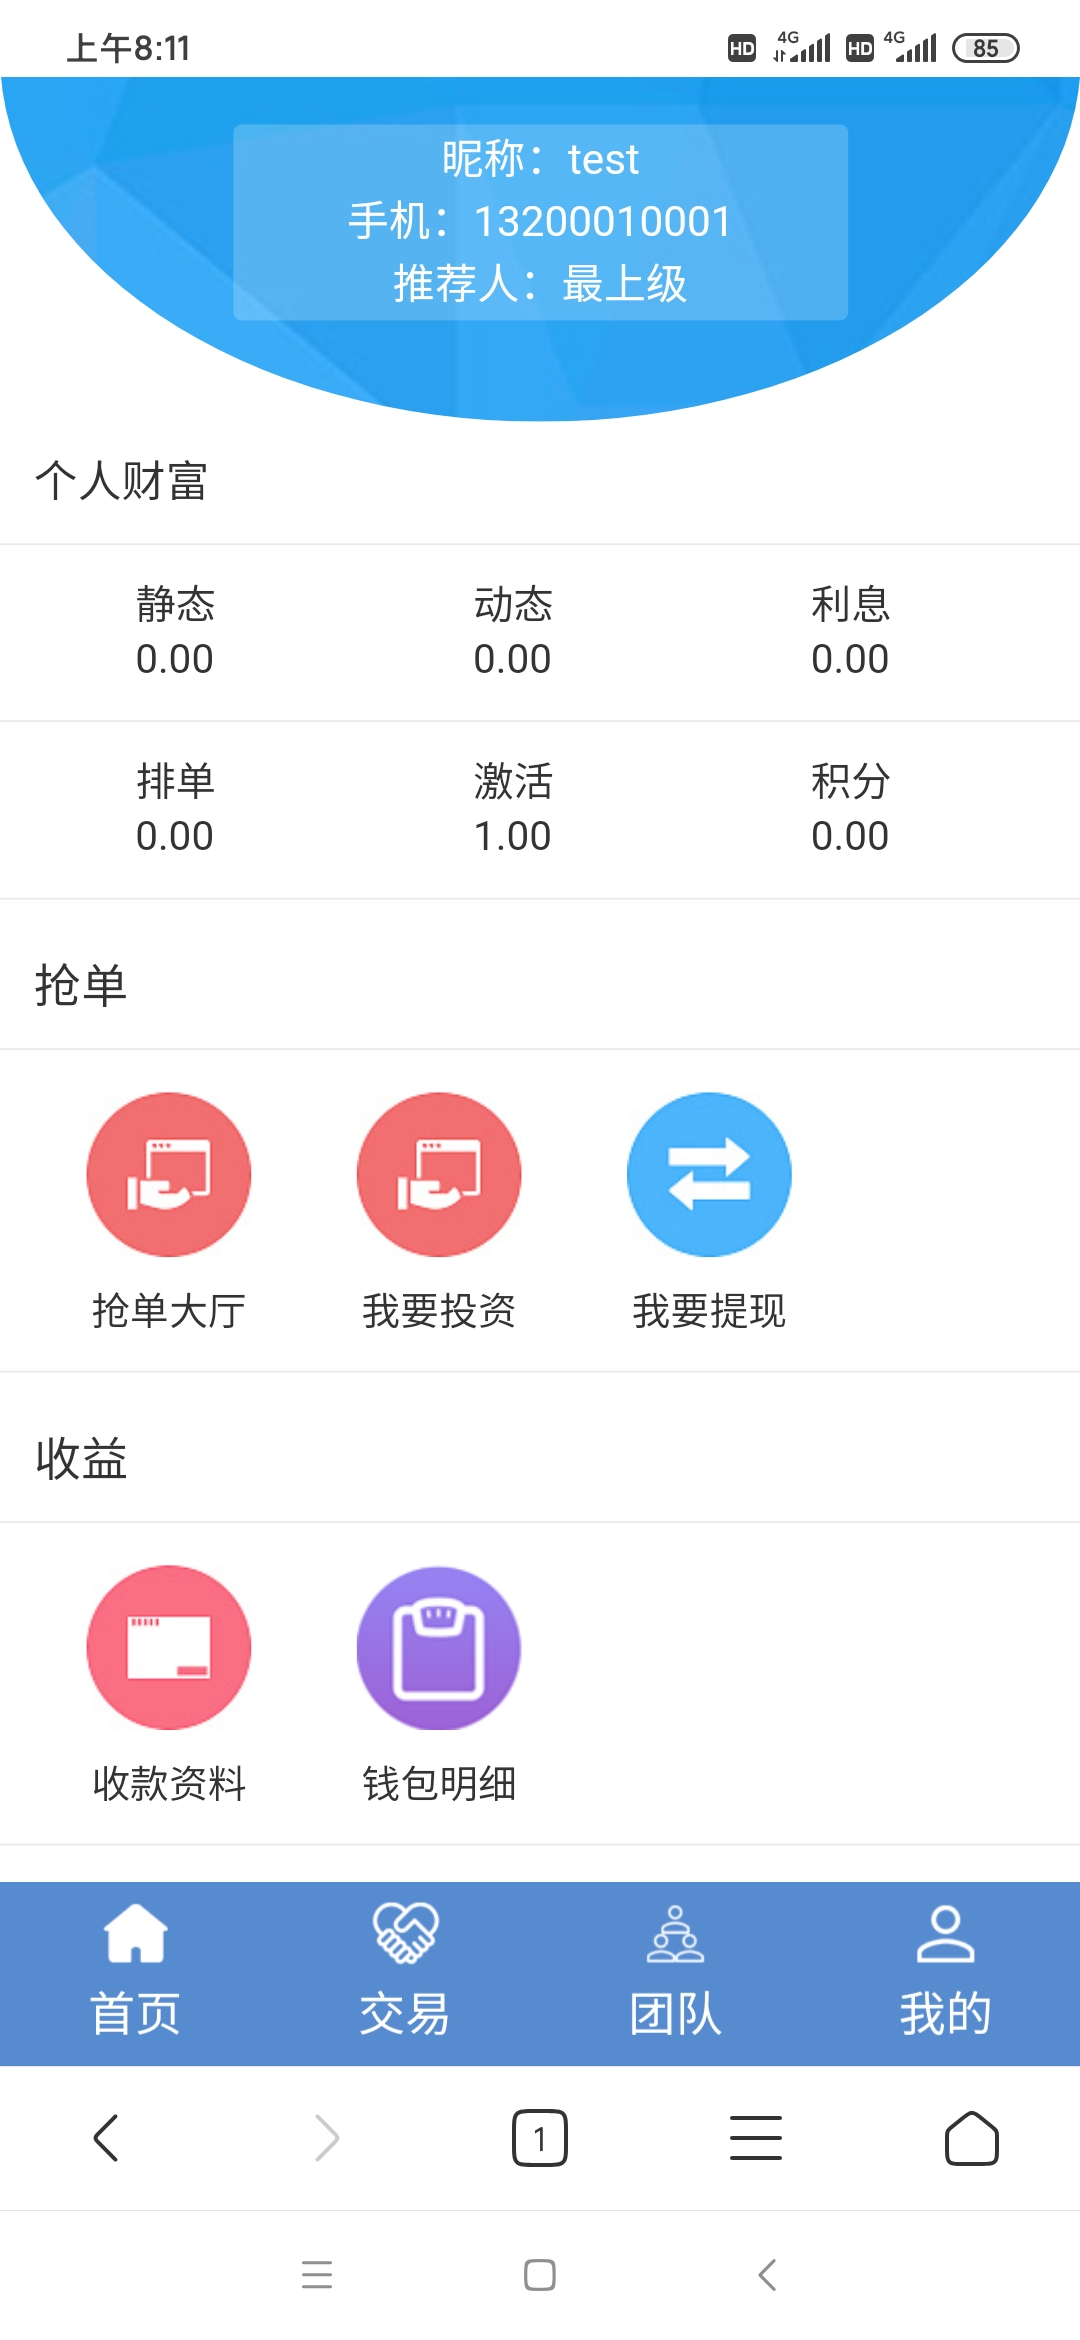 上午8:11
HD 4G HD 4G 85
昵称：test
手机：13200010001
推荐人：最上级
个人财富
静态 动态 利息
0.00 0.00 0.00
排单 激活 积分
0.00 1.00 0.00
抢单
抢单大厅 我要投资 我要提现
收益
收款资料 钱包明细
首页 交易 团队 我的
1